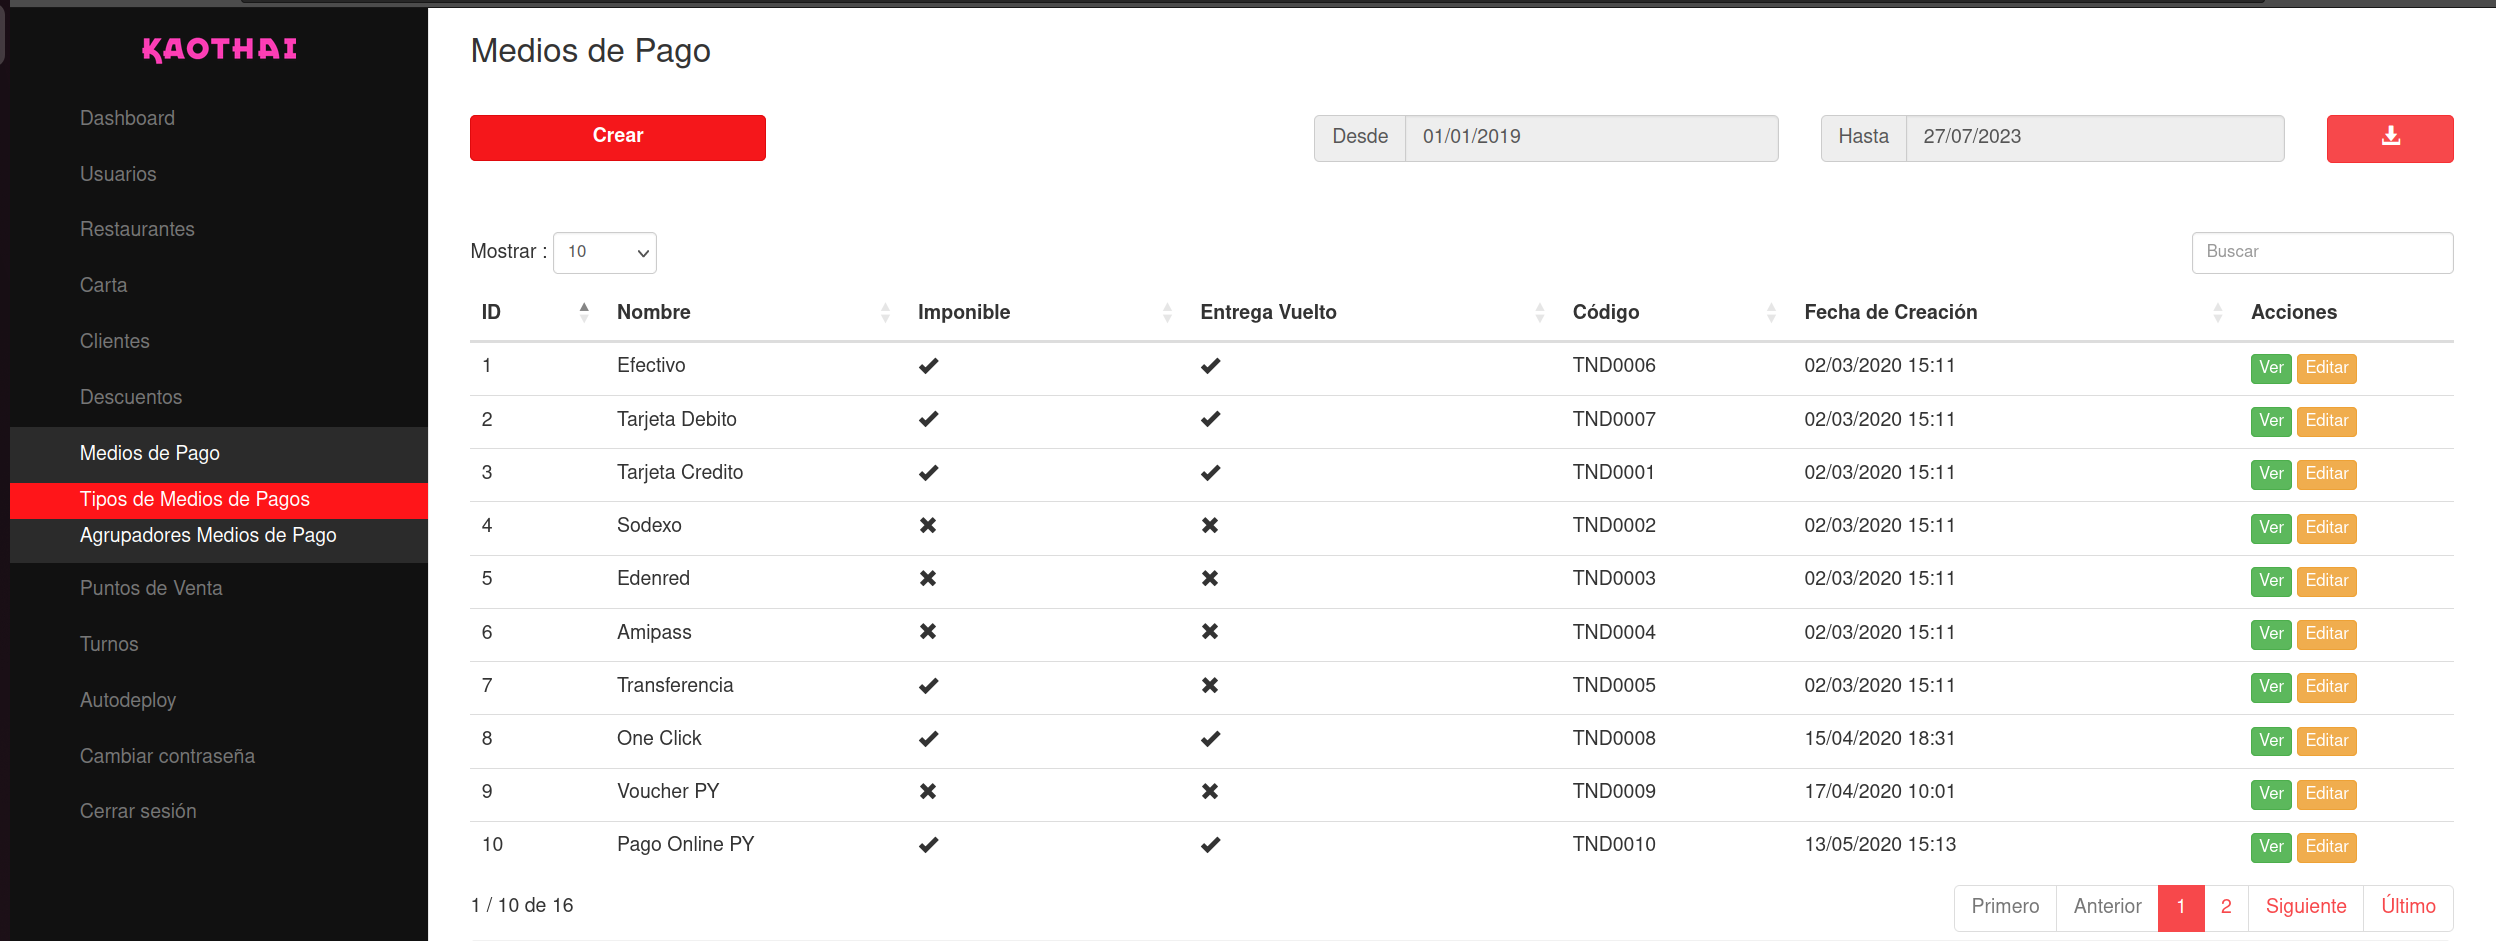 KAOTHAI
Dashboard
Usuarios
Restaurantes
Carta
Clientes
Descuentos
Medios de Pago
Tipos de Medios de Pagos
Agrupadores Medios de Pago
Puntos de Venta
Turnos
Autodeploy
Cambiar contraseña
Cerrar sesión
Medios de Pago
Crear
Desde 01/01/2019 Hasta 27/07/2023
Mostrar : 10 Buscar
ID Nombre Imponible Entrega Vuelto Código Fecha de Creación Acciones
1 Efectivo ✔ ✔ TND0006 02/03/2020 15:11 Ver Editar
2 Tarjeta Debito ✔ ✔ TND0007 02/03/2020 15:11 Ver Editar
3 Tarjeta Credito ✔ ✔ TND0001 02/03/2020 15:11 Ver Editar
4 Sodexo ✖ ✖ TND0002 02/03/2020 15:11 Ver Editar
5 Edenred ✖ ✖ TND0003 02/03/2020 15:11 Ver Editar
6 Amipass ✖ ✖ TND0004 02/03/2020 15:11 Ver Editar
7 Transferencia ✔ ✖ TND0005 02/03/2020 15:11 Ver Editar
8 One Click ✔ ✔ TND0008 15/04/2020 18:31 Ver Editar
9 Voucher PY ✖ ✖ TND0009 17/04/2020 10:01 Ver Editar
10 Pago Online PY ✔ ✔ TND0010 13/05/2020 15:13 Ver Editar
1 / 10 de 16 Primero Anterior 1 2 Siguiente Último